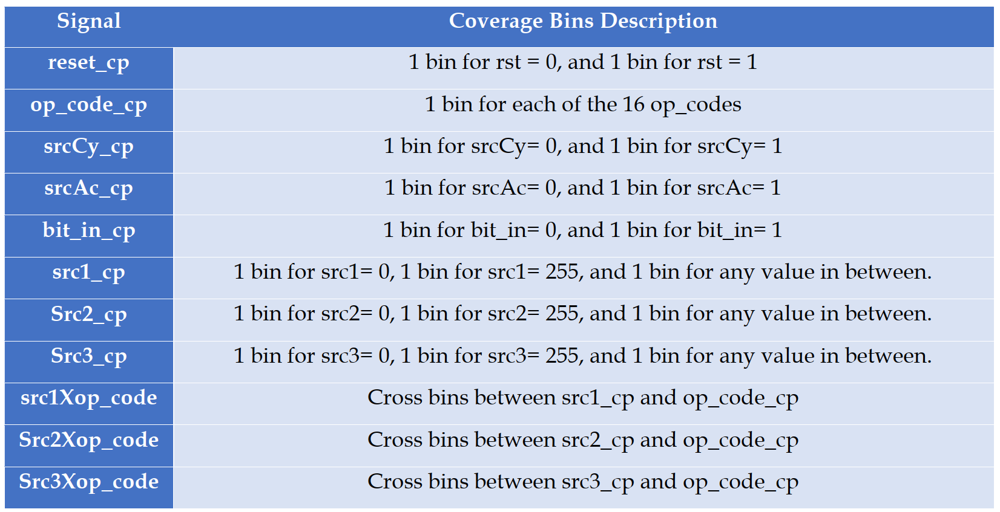 Signal Coverage Bins Description
reset_cp 1 bin for rst = 0, and 1 bin for rst = 1
op_code_cp 1 bin for each of the 16 op_codes
srcCy_cp 1 bin for srcCy= 0, and 1 bin for srcCy= 1
srcAc_cp 1 bin for srcAc= 0, and 1 bin for srcAc= 1
bit_in_cp 1 bin for bit_in= 0, and 1 bin for bit_in= 1
src1_cp 1 bin for src1= 0, 1 bin for src1= 255, and 1 bin for any value in between.
Src2_cp 1 bin for src2= 0, 1 bin for src2= 255, and 1 bin for any value in between.
Src3_cp 1 bin for src3= 0, 1 bin for src3= 255, and 1 bin for any value in between.
src1Xop_code Cross bins between src1_cp and op_code_cp
Src2Xop_code Cross bins between src2_cp and op_code_cp
Src3Xop_code Cross bins between src3_cp and op_code_cp